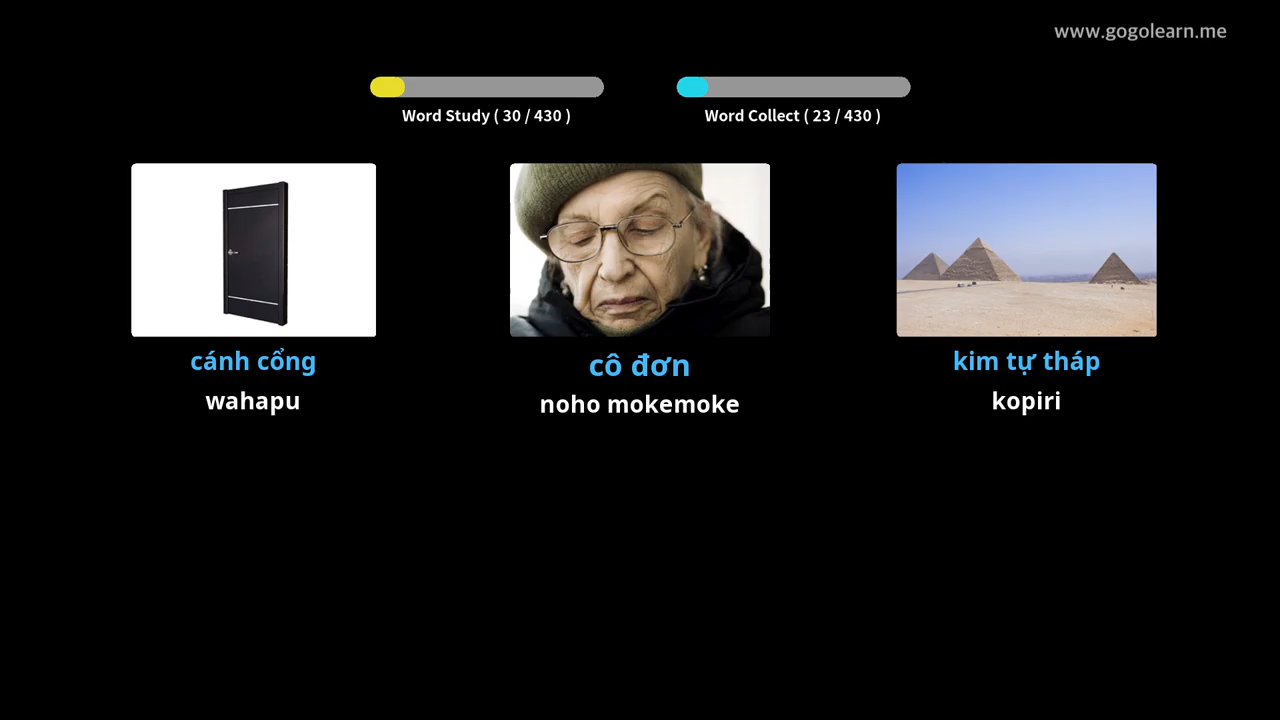 www.gogolearn.me
Word Study ( 30 / 430 )
Word Collect ( 23 / 430 )
cánh cổng
wahapu
cô đơn
noho mokemoke
kim tự tháp
kopiri